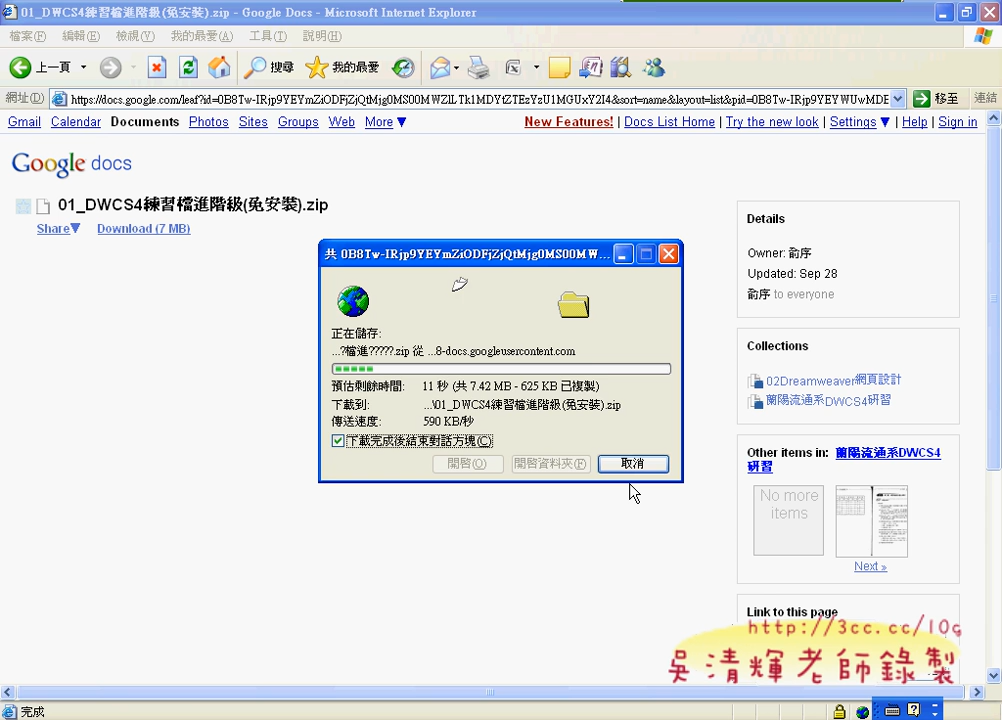 01_DWCS4練習檔進階級(免安裝).zip - Google Docs - Microsoft Internet Explorer
檔案(F) 編輯(E) 檢視(V) 我的最愛(A) 工具(T) 說明(H)
上一頁 搜尋 我的最愛
網址(D) https://docs.google.com/leaf?id=0B8Tw-IRjp9YEYmZiODFjZjQtMjg0MS00MWZlLTk1MDYtZTEzYzU1MGUxY2I4&sort=name&layout=list&pid=0B8Tw-IRjp9YEYWUwMDE 移至 連結
Gmail Calendar Documents Photos Sites Groups Web More ▼ New Features! | Docs List Home | Try the new look | Settings ▼ | Help | Sign in
Google docs
01_DWCS4練習檔進階級(免安裝).zip
Share▼ Download (7 MB)
Details
Owner: 俞序
Updated: Sep 28
俞序 to everyone
Collections
02Dreamweaver網頁設計
蘭陽流通系DWCS4研習
Other items in: 蘭陽流通系DWCS4
研習
No more
items
Next »
Link to this page
共 0B8Tw-IRjp9YEYmZiODFjZjQtMjg0MS00MW...
正在儲存:
...?檔進?????.zip 從 ...8-docs.googleusercontent.com
預估剩餘時間: 11 秒 (共 7.42 MB - 625 KB 已複製)
下載到: ...\01_DWCS4練習檔進階級(免安裝).zip
傳送速度: 590 KB/秒
下載完成後結束對話方塊(C)
開啓(O) 開啓資料夾(F) 取消
http://3cc.cc/10g
吳清輝老師錄製
完成